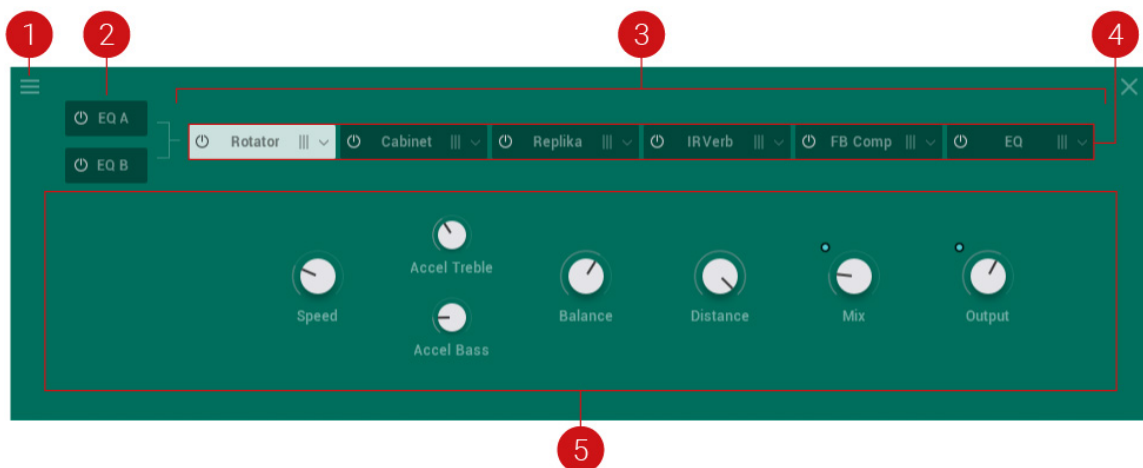 1 2 3 4
EQ A
Rotator Cabinet Replika IRVerb FB Comp EQ
EQ B
Accel Treble
Speed Balance Distance Mix Output
Accel Bass
5